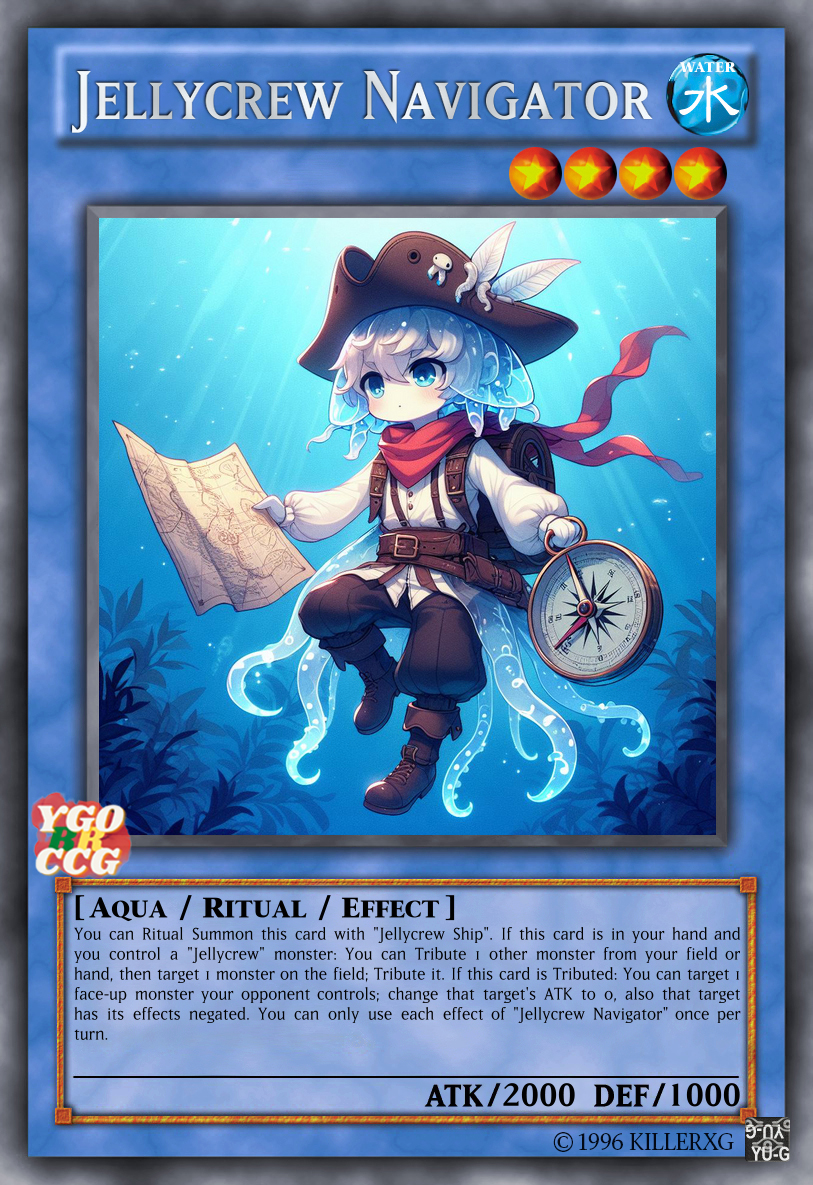 Jellycrew Navigator
WATER
水
YGO
BR
CCG
[ Aqua / Ritual / Effect ]
You can Ritual Summon this card with "Jellycrew Ship". If this card is in your hand and
you control a "Jellycrew" monster: You can Tribute 1 other monster from your field or
hand, then target 1 monster on the field; Tribute it. If this card is Tributed: You can target 1
face-up monster your opponent controls; change that target's ATK to 0, also that target
has its effects negated. You can only use each effect of "Jellycrew Navigator" once per
turn.
ATK/2000 DEF/1000
© 1996 KILLERXG
YU-G